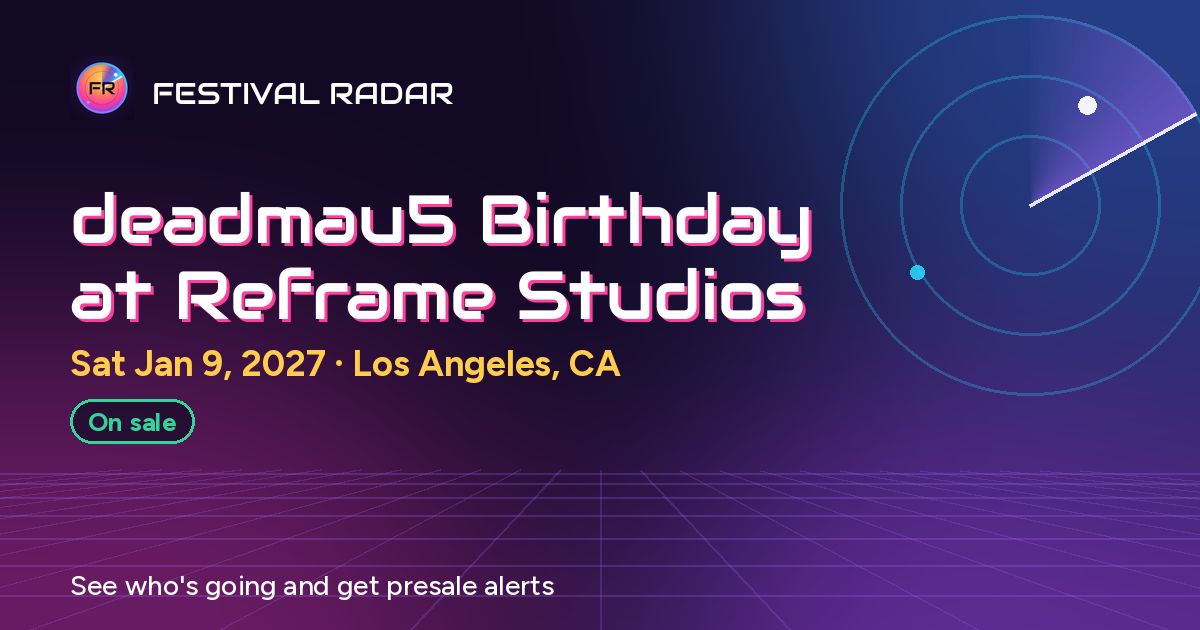 FR
FESTIVAL RADAR
deadmau5 Birthday
at Reframe Studios
Sat Jan 9, 2027 · Los Angeles, CA
On sale
See who's going and get presale alerts